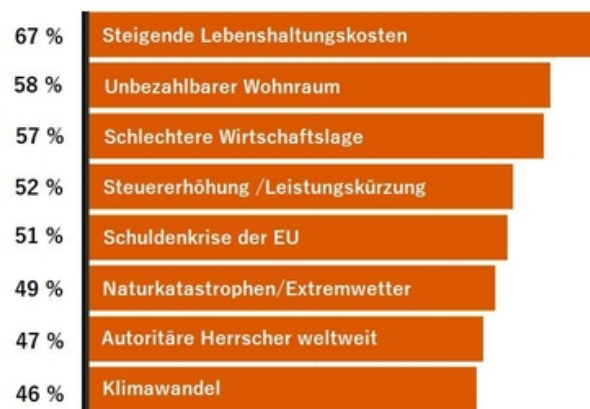 67 % Steigende Lebenshaltungskosten
58 % Unbezahlbarer Wohnraum
57 % Schlechtere Wirtschaftslage
52 % Steuererhöhung /Leistungskürzung
51 % Schuldenkrise der EU
49 % Naturkatastrophen/Extremwetter
47 % Autoritäre Herrscher weltweit
46 % Klimawandel